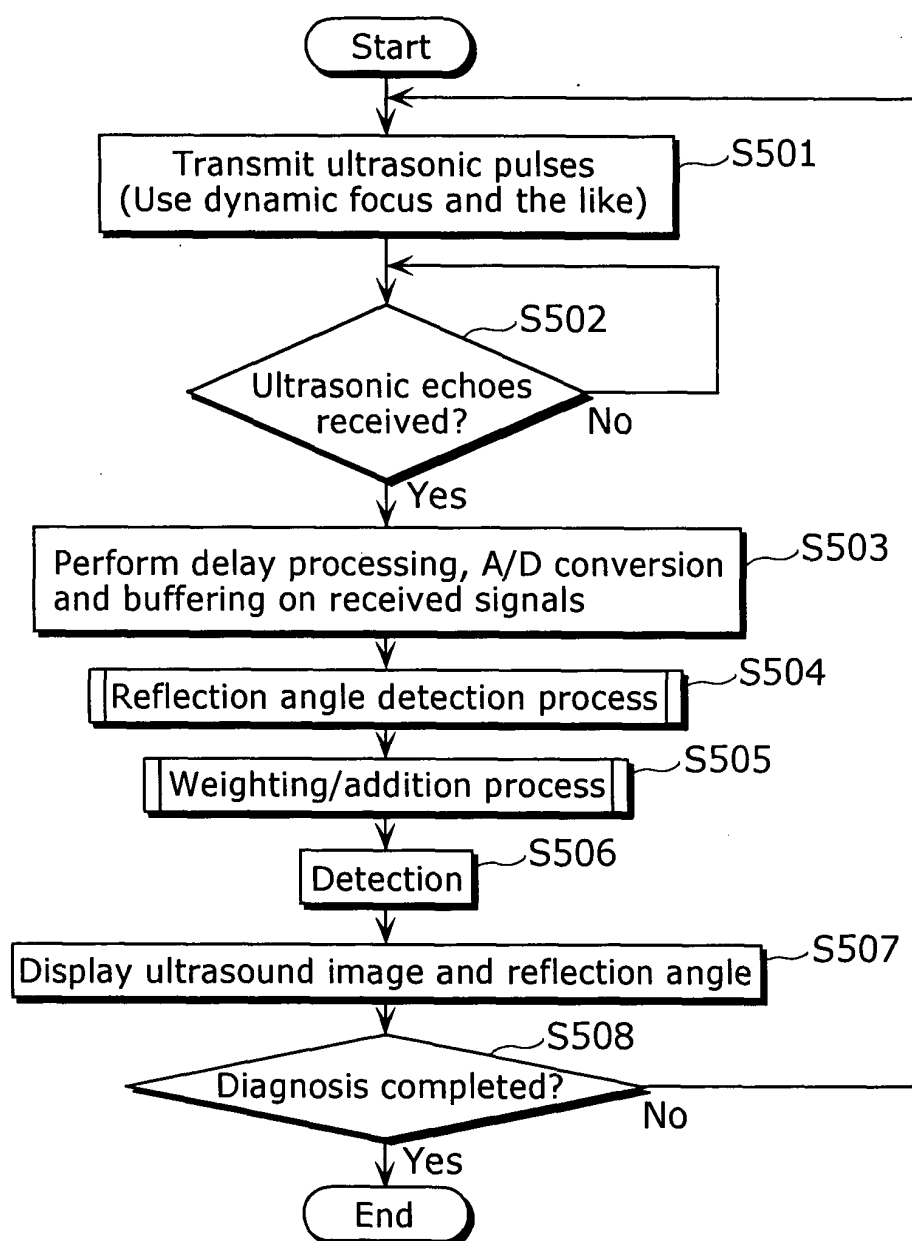 Start
Transmit ultrasonic pulses
(Use dynamic focus and the like)
S501
S502
Ultrasonic echoes
received?
No
Yes
Perform delay processing, A/D conversion
and buffering on received signals
S503
Reflection angle detection process
S504
Weighting/addition process
S505
Detection
S506
Display ultrasound image and reflection angle
S507
S508
Diagnosis completed?
No
Yes
End